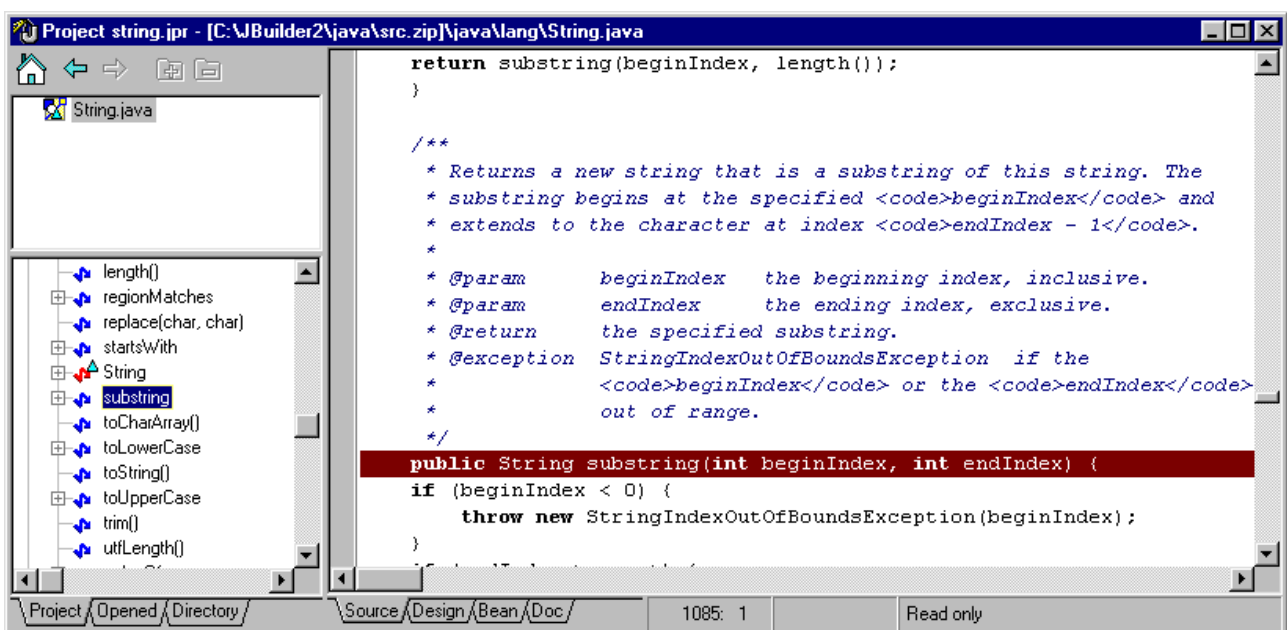 Project string.jpr - [C:\JBuilder2\java\src.zip]\java\lang\String.java
String.java
length()
regionMatches
replace(char, char)
startsWith
String
substring
toCharArray()
toLowerCase
toString()
toUpperCase
trim()
utfLength()
Project
Opened
Directory
return substring(beginIndex, length());
}
/**
* Returns a new string that is a substring of this string. The
* substring begins at the specified <code>beginIndex</code> and
* extends to the character at index <code>endIndex - 1</code>.
*
* @param beginIndex the beginning index, inclusive.
* @param endIndex the ending index, exclusive.
* @return the specified substring.
* @exception StringIndexOutOfBoundsException if the
* <code>beginIndex</code> or the <code>endIndex</code>
* out of range.
*/
public String substring(int beginIndex, int endIndex) {
if (beginIndex < 0) {
throw new StringIndexOutOfBoundsException(beginIndex);
}
Source
Design
Bean
Doc
1085: 1
Read only